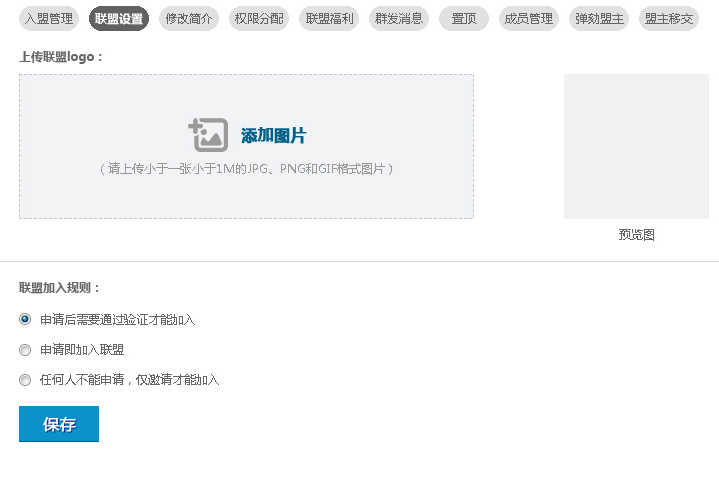 入盟管理 联盟设置 修改简介 权限分配 联盟福利 群发消息 置顶 成员管理 弹劾盟主 盟主移交
上传联盟logo：
添加图片
（请上传小于一张小于1M的JPG、PNG和GIF格式图片）
预览图
联盟加入规则：
申请后需要通过验证才能加入
申请即加入联盟
任何人不能申请，仅邀请才能加入
保存